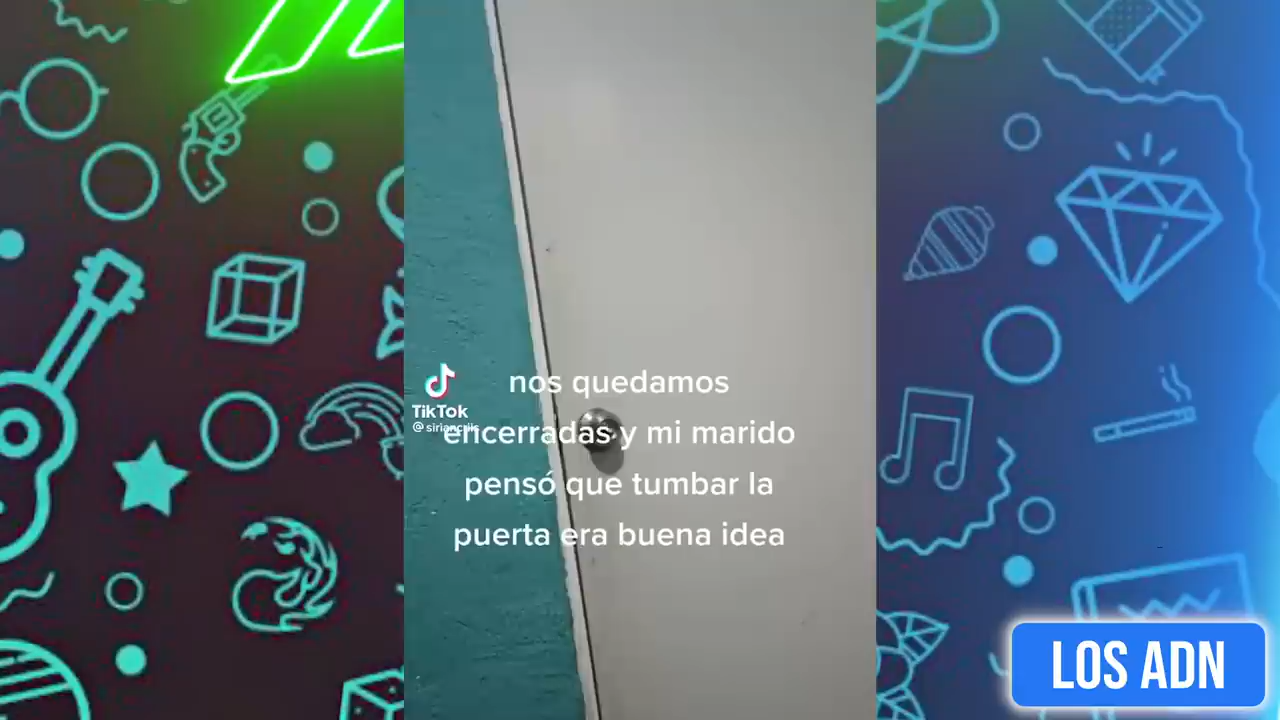 nos quedamos
encerradas y mi marido
pensó que tumbar la
puerta era buena idea
TikTok
LOS ADN